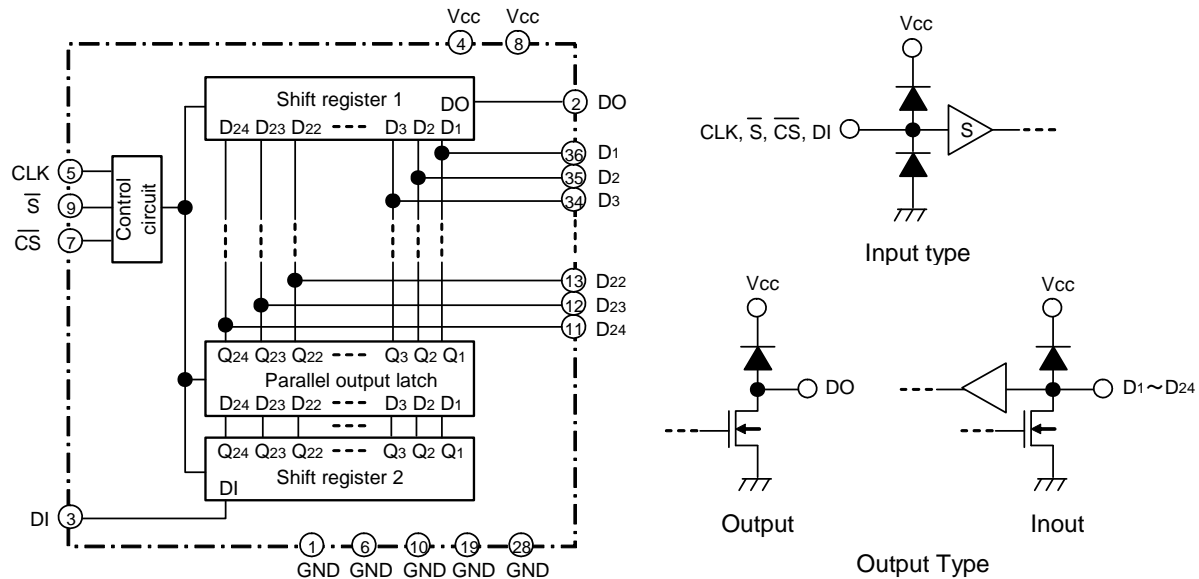 Vcc Vcc
4 8
Shift register 1
DO
2 DO
D24 D23 D22 D3 D2 D1
36 D1
35 D2
34 D3
CLK 5
S̅ 9
C̅S̅ 7
Control
circuit
13 D22
12 D23
11 D24
Q24 Q23 Q22 Q3 Q2 Q1
Parallel output latch
D24 D23 D22 D3 D2 D1
Q24 Q23 Q22 Q3 Q2 Q1
Shift register 2
DI
DI 3
1 6 10 19 28
GND GND GND GND GND
Vcc
CLK, S̅, C̅S̅, DI
S
Input type
Vcc
DO
Output
Vcc
D1～D24
Inout
Output Type